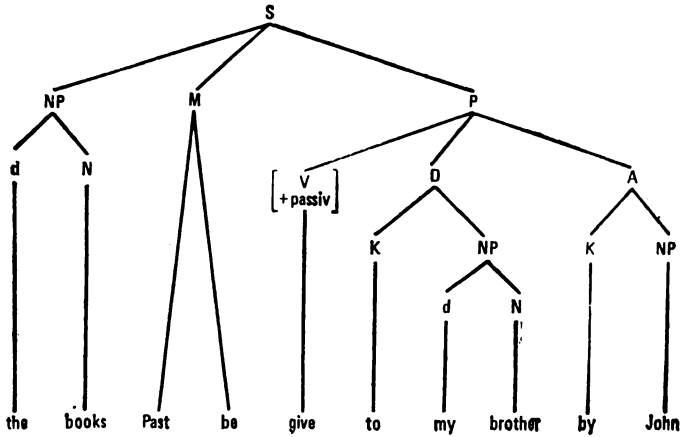 S
NP M P
d N V D A
[+passiv]
K NP K NP
d N
the books Past be give to my brother by John